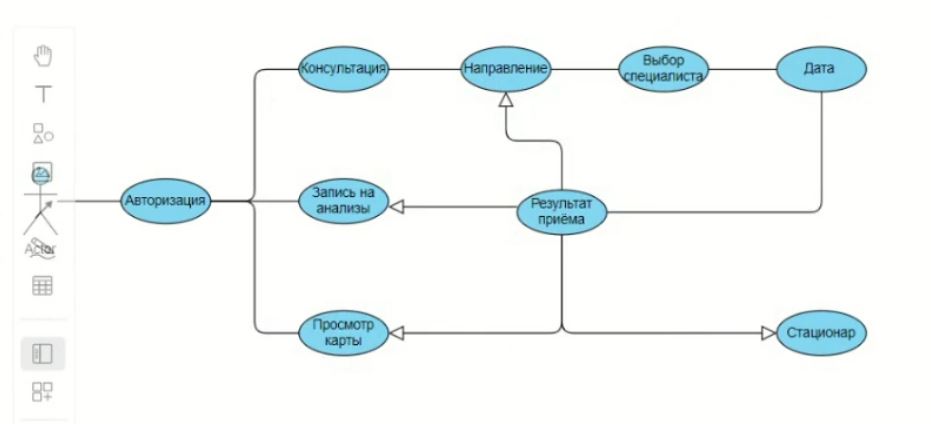 Консультация
Направление
Выбор
специалиста
Дата
Авторизация
Запись на
анализы
Результат
приёма
Actor
Просмотр
карты
Стационар